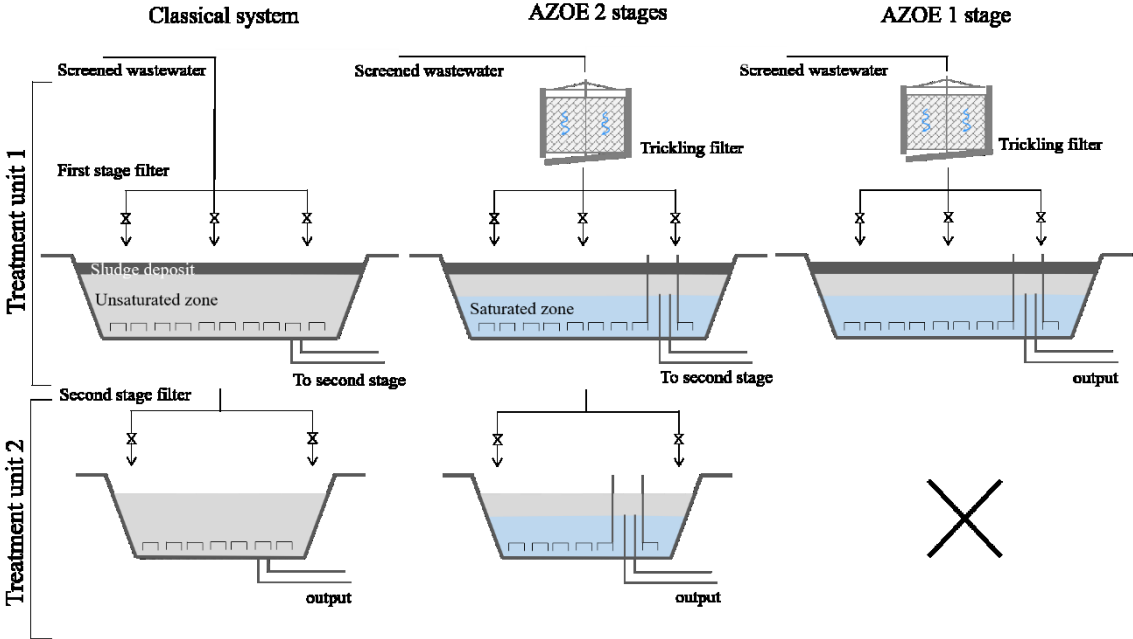 Classical system
AZOE 2 stages
AZOE 1 stage
Screened wastewater
Screened wastewater
Screened wastewater
Trickling filter
Trickling filter
Treatment unit 1
First stage filter
Sludge deposit
Unsaturated zone
Saturated zone
To second stage
To second stage
output
Treatment unit 2
Second stage filter
output
output